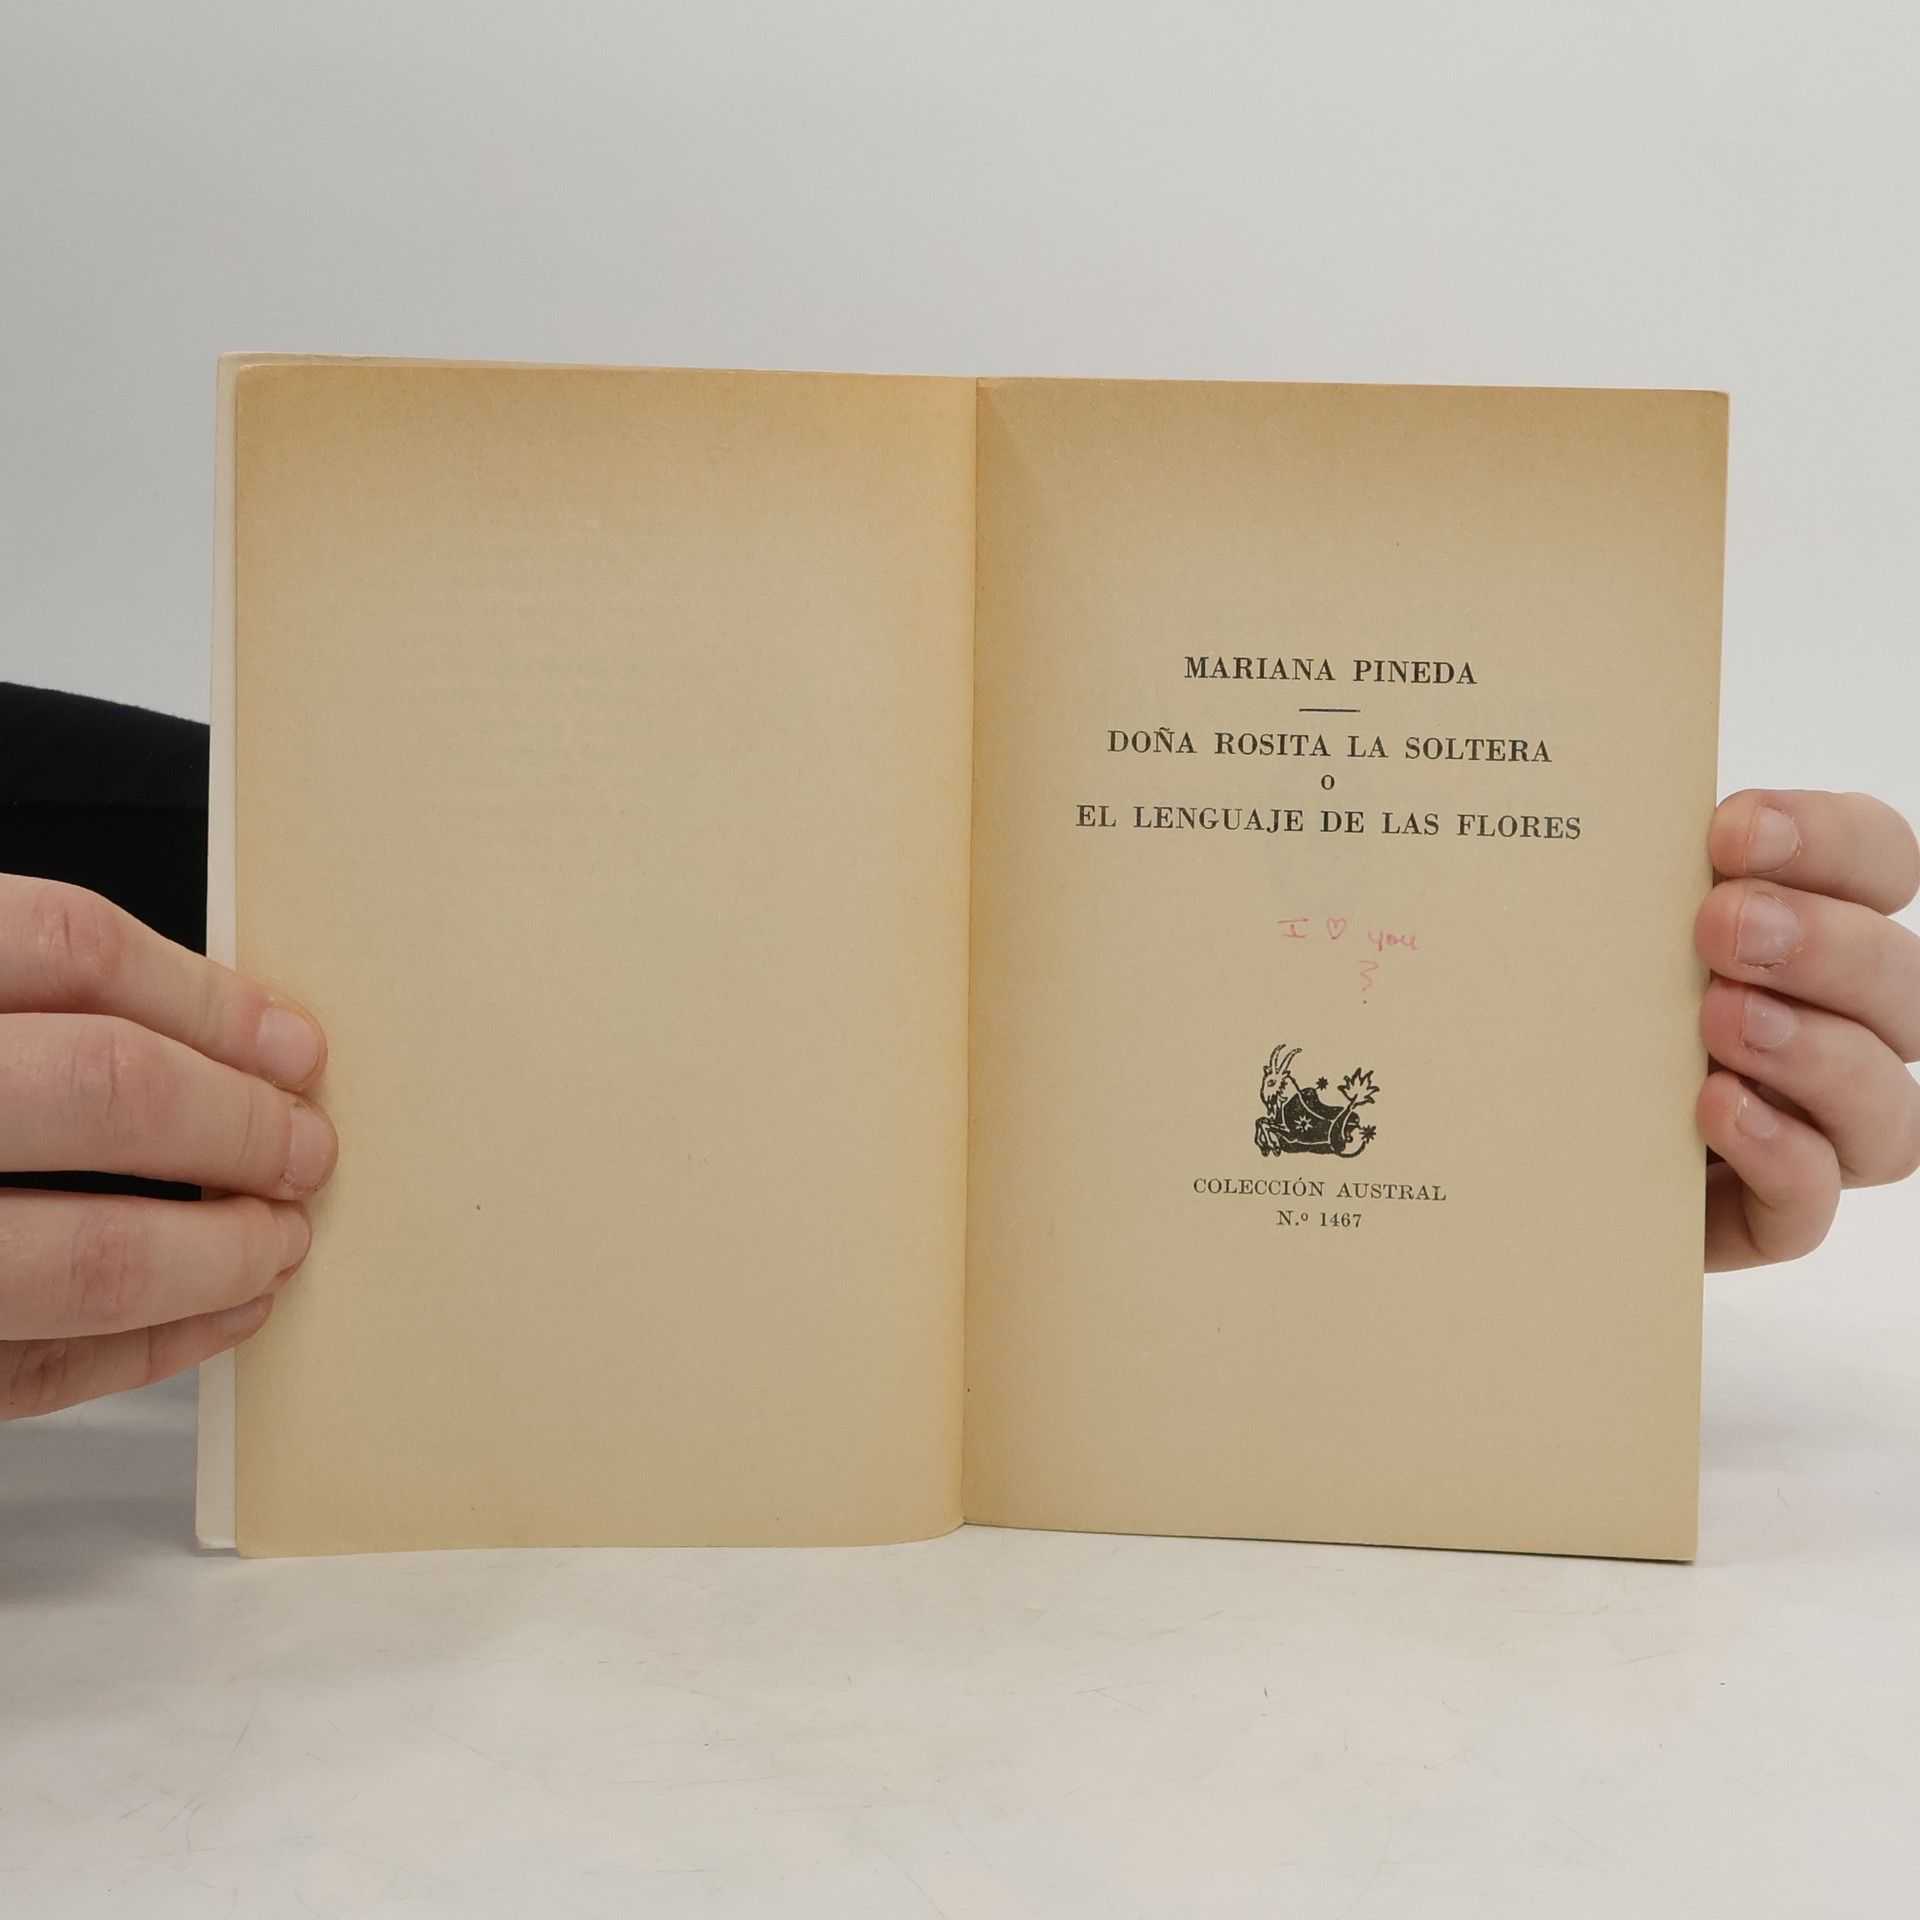 MARIANA PINEDA
DOÑA ROSITA LA SOLTERA
O
EL LENGUAJE DE LAS FLORES
I ♡ you
COLECCIÓN AUSTRAL
N.º 1467